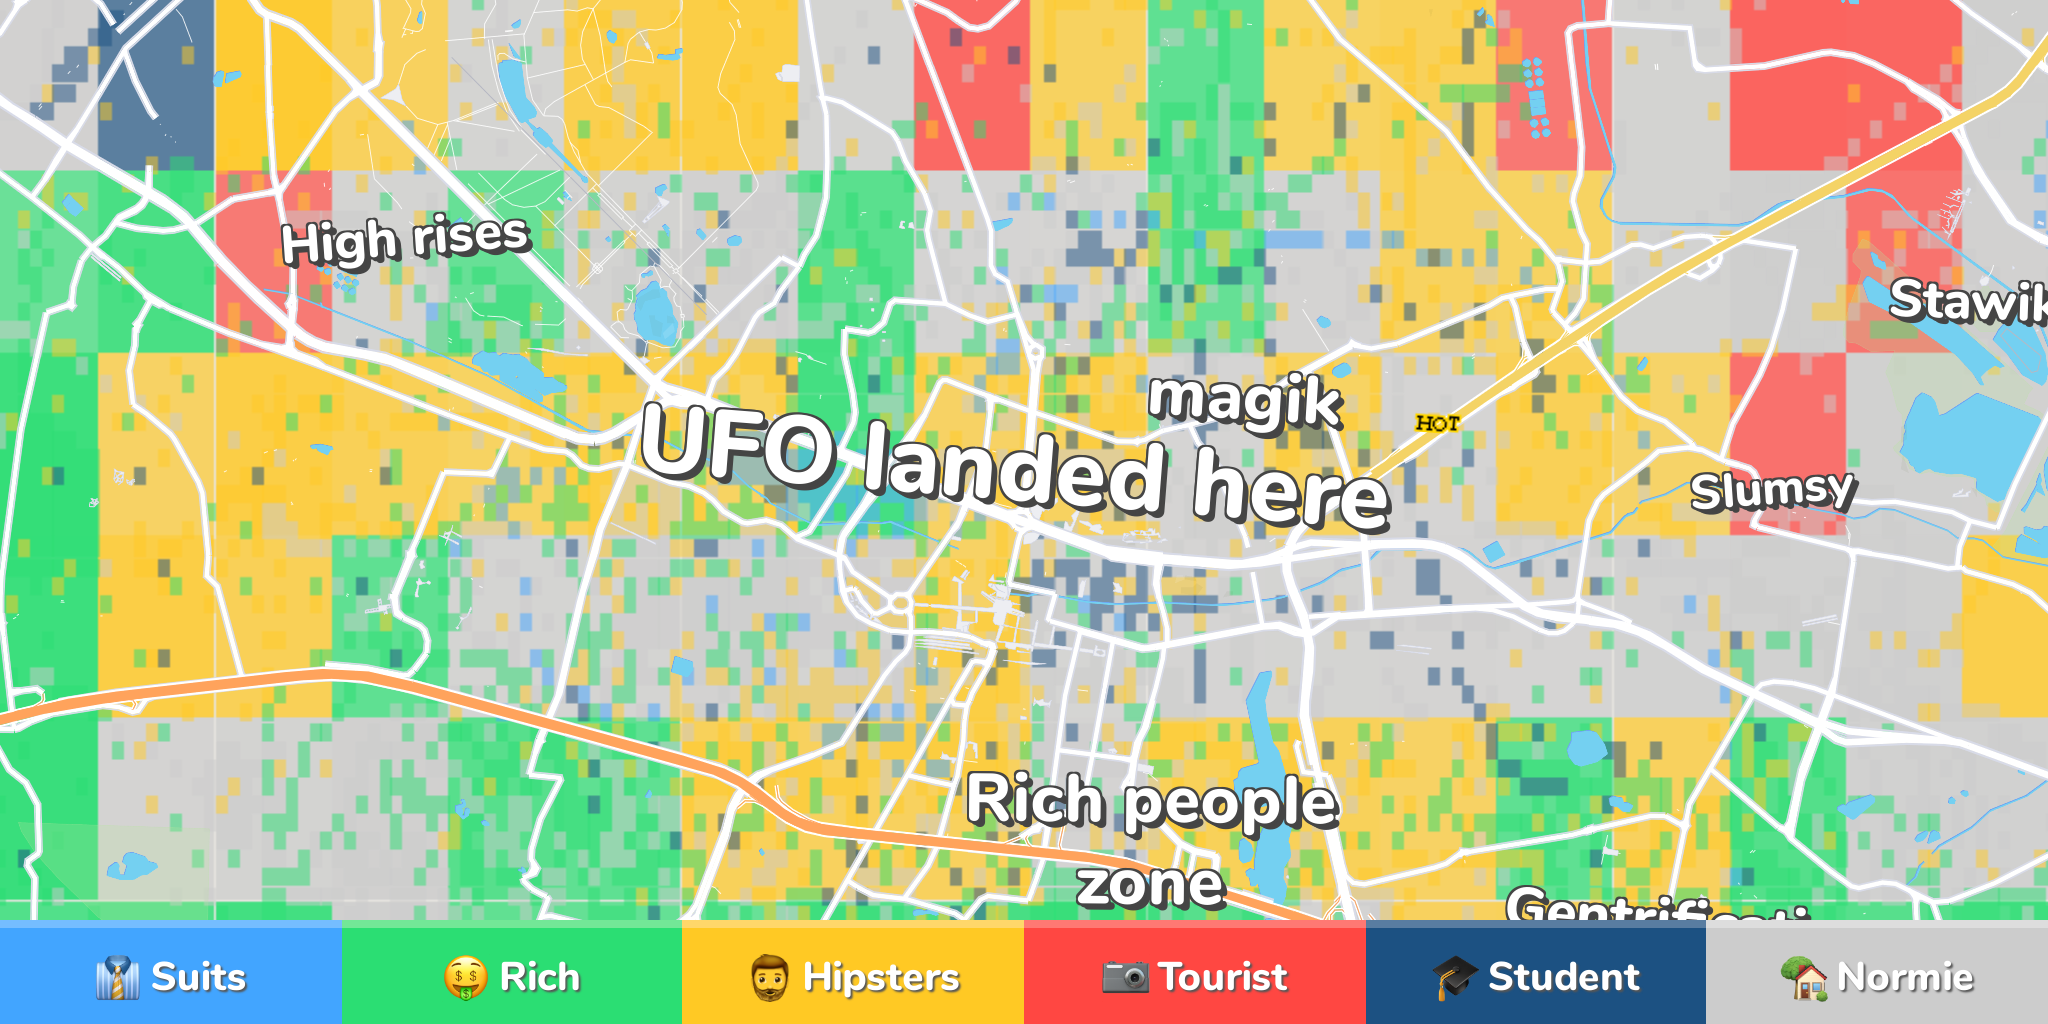 High rises
Stawik
magik
HOT
UFO landed here
Slumsy
Rich people
zone
Suits
Rich
Hipsters
Tourist
Student
Normie